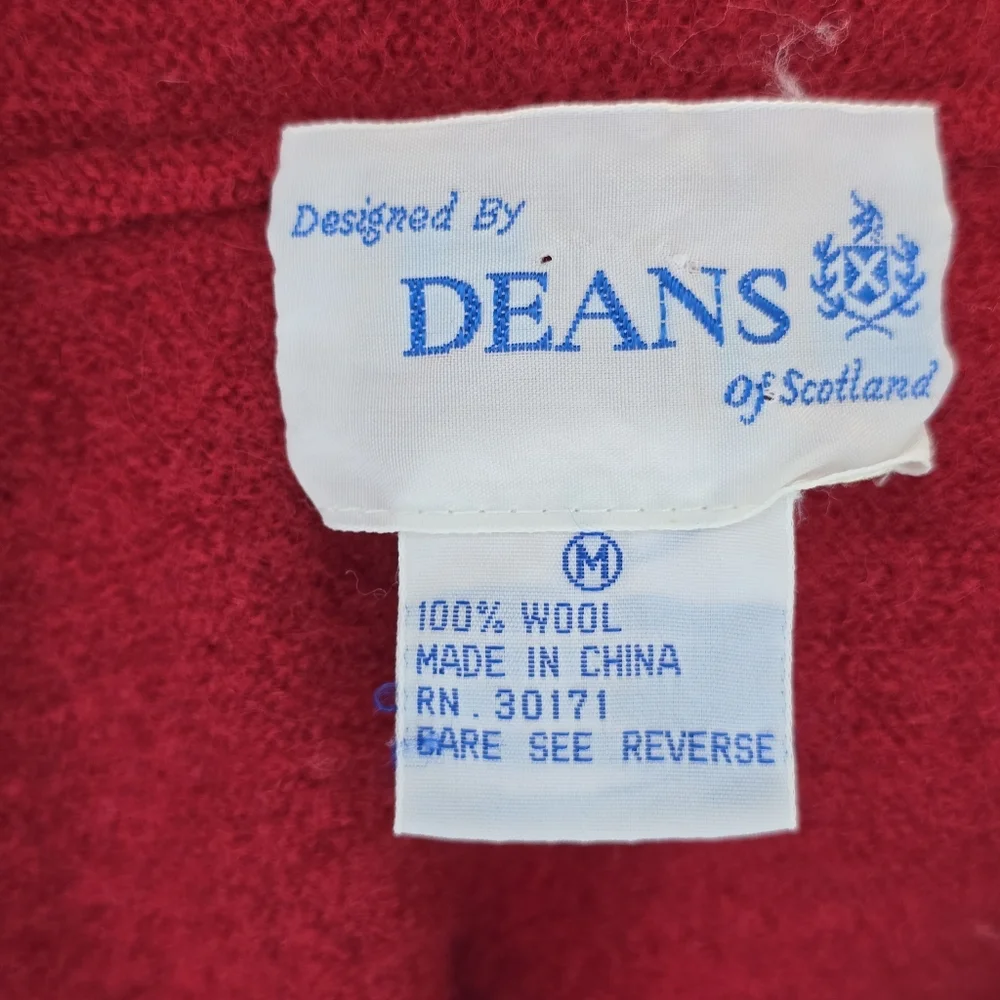 Designed By
DEANS
Of Scotland
M
100% WOOL
MADE IN CHINA
RN. 30171
CARE SEE REVERSE